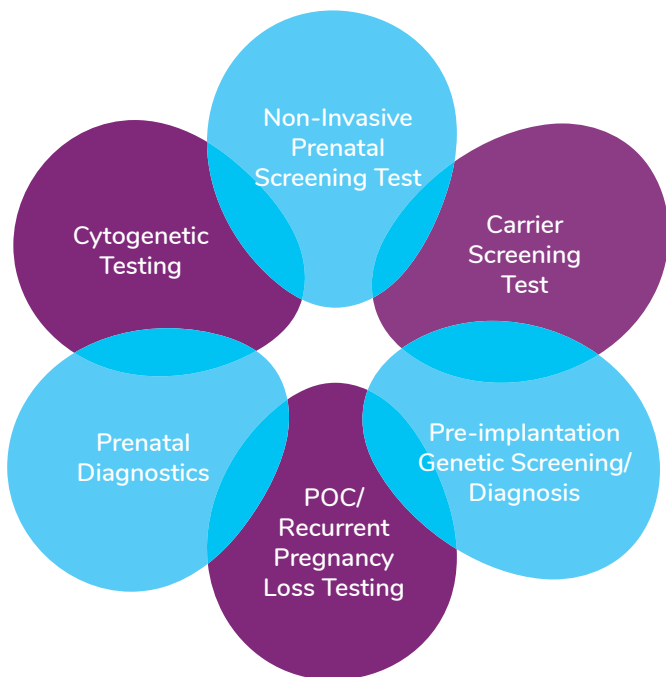 Non-Invasive
Prenatal
Screening Test
Carrier
Screening
Test
Pre-implantation
Genetic Screening/
Diagnosis
POC/
Recurrent
Pregnancy
Loss Testing
Prenatal
Diagnostics
Cytogenetic
Testing